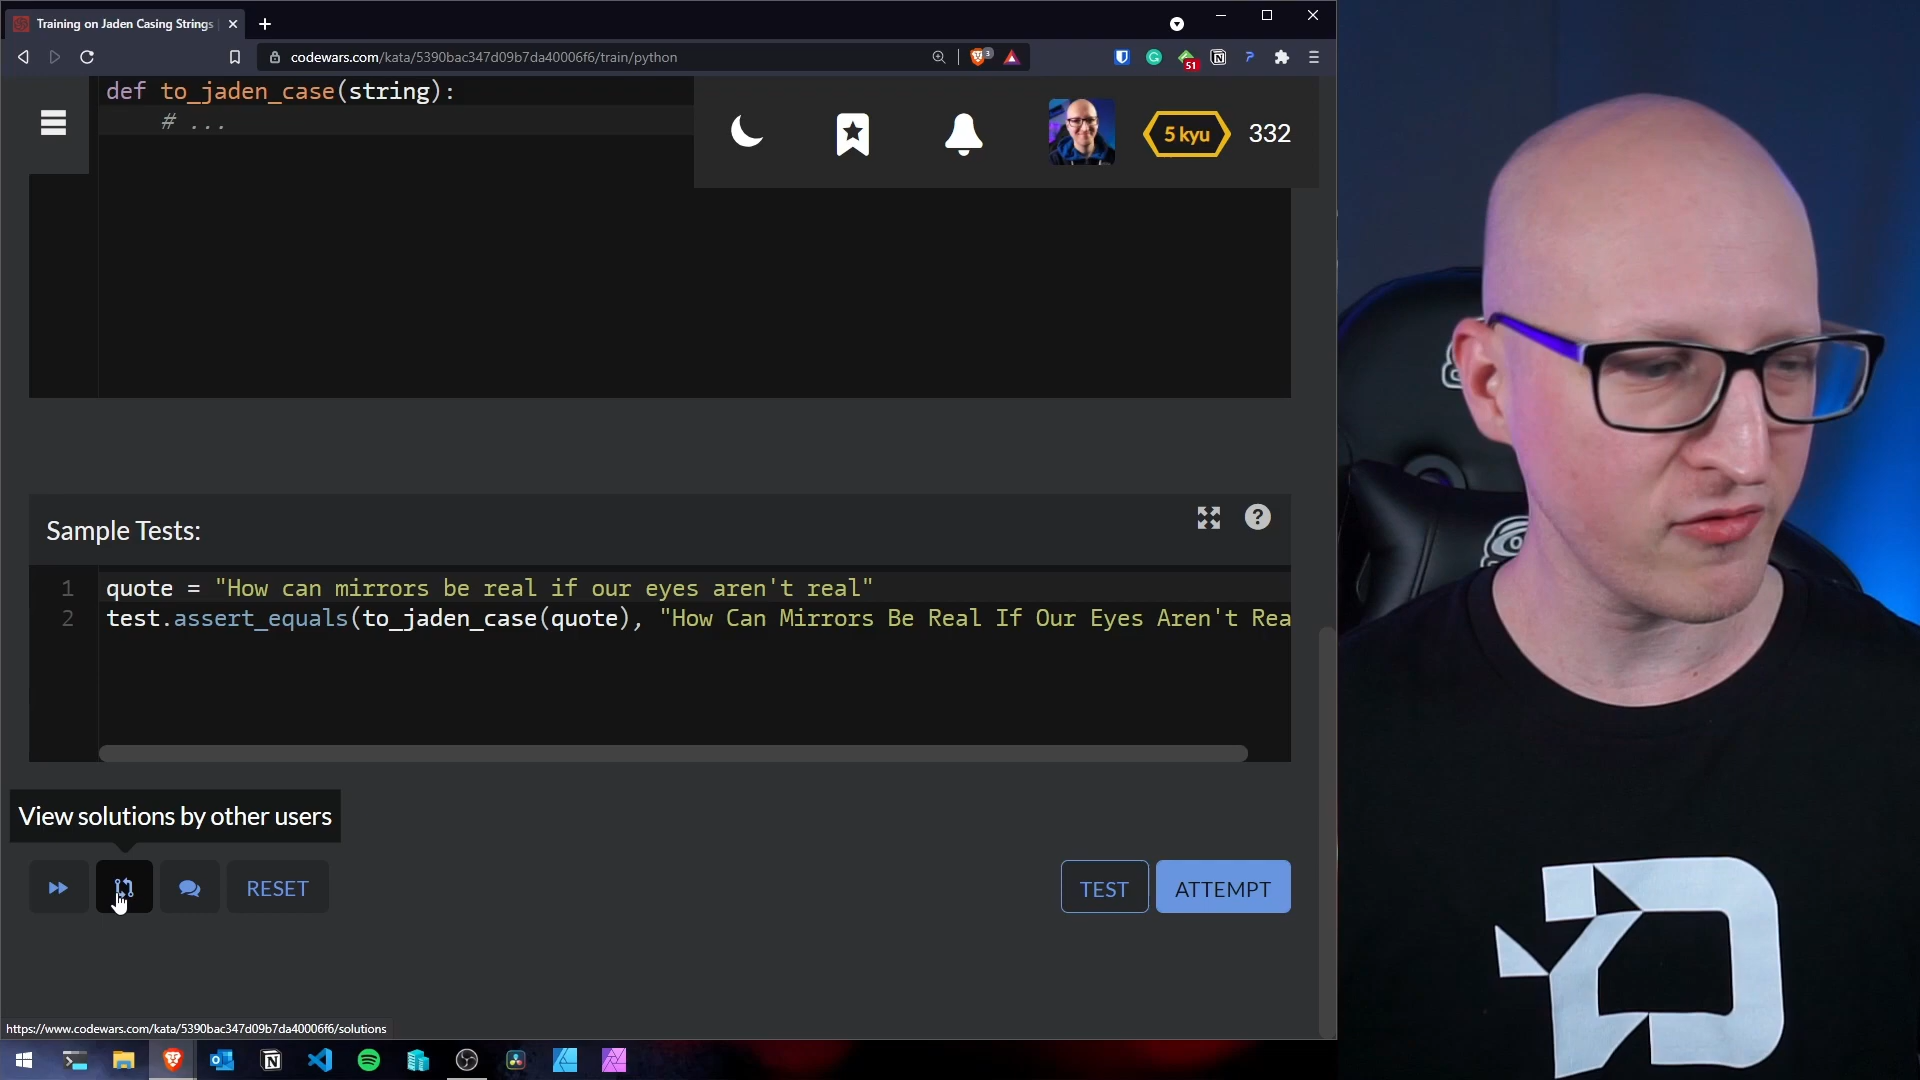 Training on Jaden Casing Strings
codewars.com/kata/5390bac347d09b7da40006f6/train/python
3
51
def to_jaden_case(string):
# ...
5 kyu
332
Sample Tests:
?
1 quote = "How can mirrors be real if our eyes aren't real"
2 test.assert_equals(to_jaden_case(quote), "How Can Mirrors Be Real If Our Eyes Aren't Rea
View solutions by other users
RESET
TEST
ATTEMPT
https://www.codewars.com/kata/5390bac347d09b7da40006f6/solutions